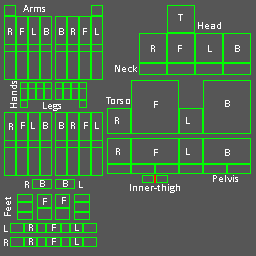 Arms
R F L B B R F L
T
Head
R F L B
Neck
Hands
Legs
R F L B B R F L
Torso
F B
R L
R F L B
R B B L
Inner-thigh
Pelvis
Feet
F F
L R F L
R R F L